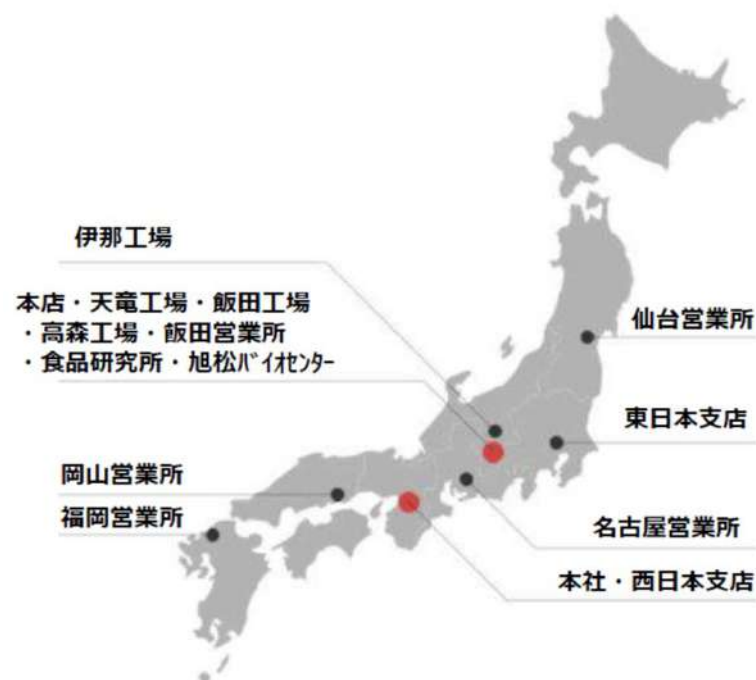 伊那工場
本店・天竜工場・飯田工場
・高森工場・飯田営業所
・食品研究所・旭松ﾊﾞｲｵｾﾝﾀｰ
仙台営業所
東日本支店
岡山営業所
福岡営業所
名古屋営業所
本社・西日本支店